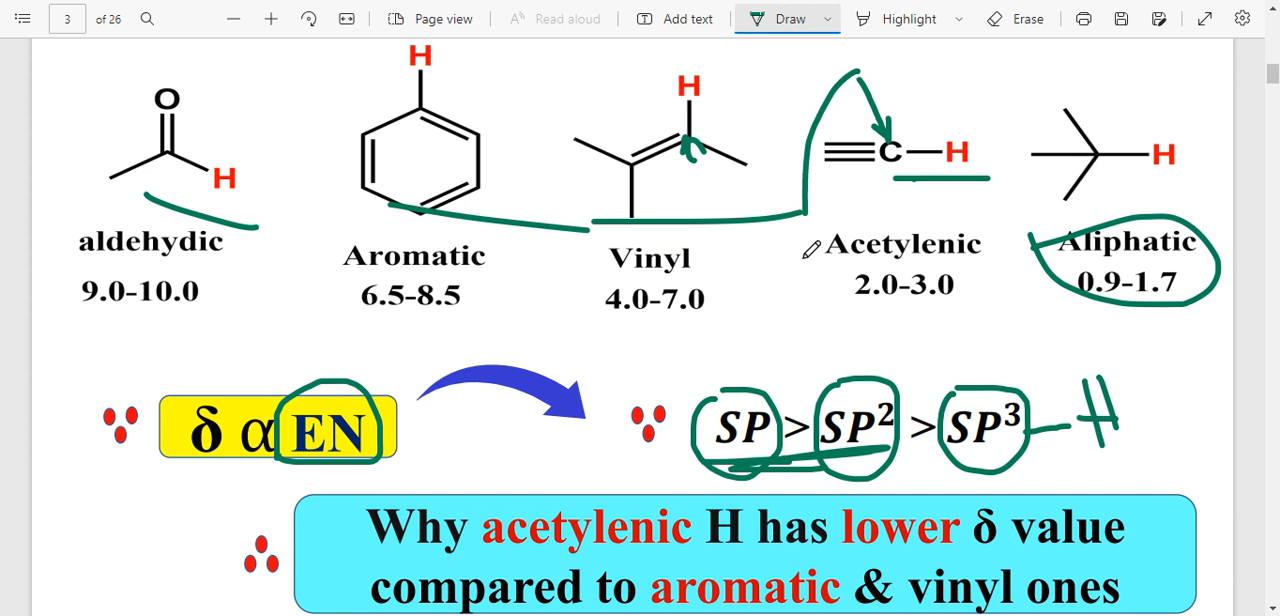 3 of 26
Page view
Read aloud
Add text
Draw
Highlight
Erase
O
H
H
H
C
H
H
aldehydic
9.0-10.0
Aromatic
6.5-8.5
Vinyl
4.0-7.0
Acetylenic
2.0-3.0
Aliphatic
0.9-1.7
δ α EN
SP > SP² > SP³ — H
Why acetylenic H has lower δ value
compared to aromatic & vinyl ones